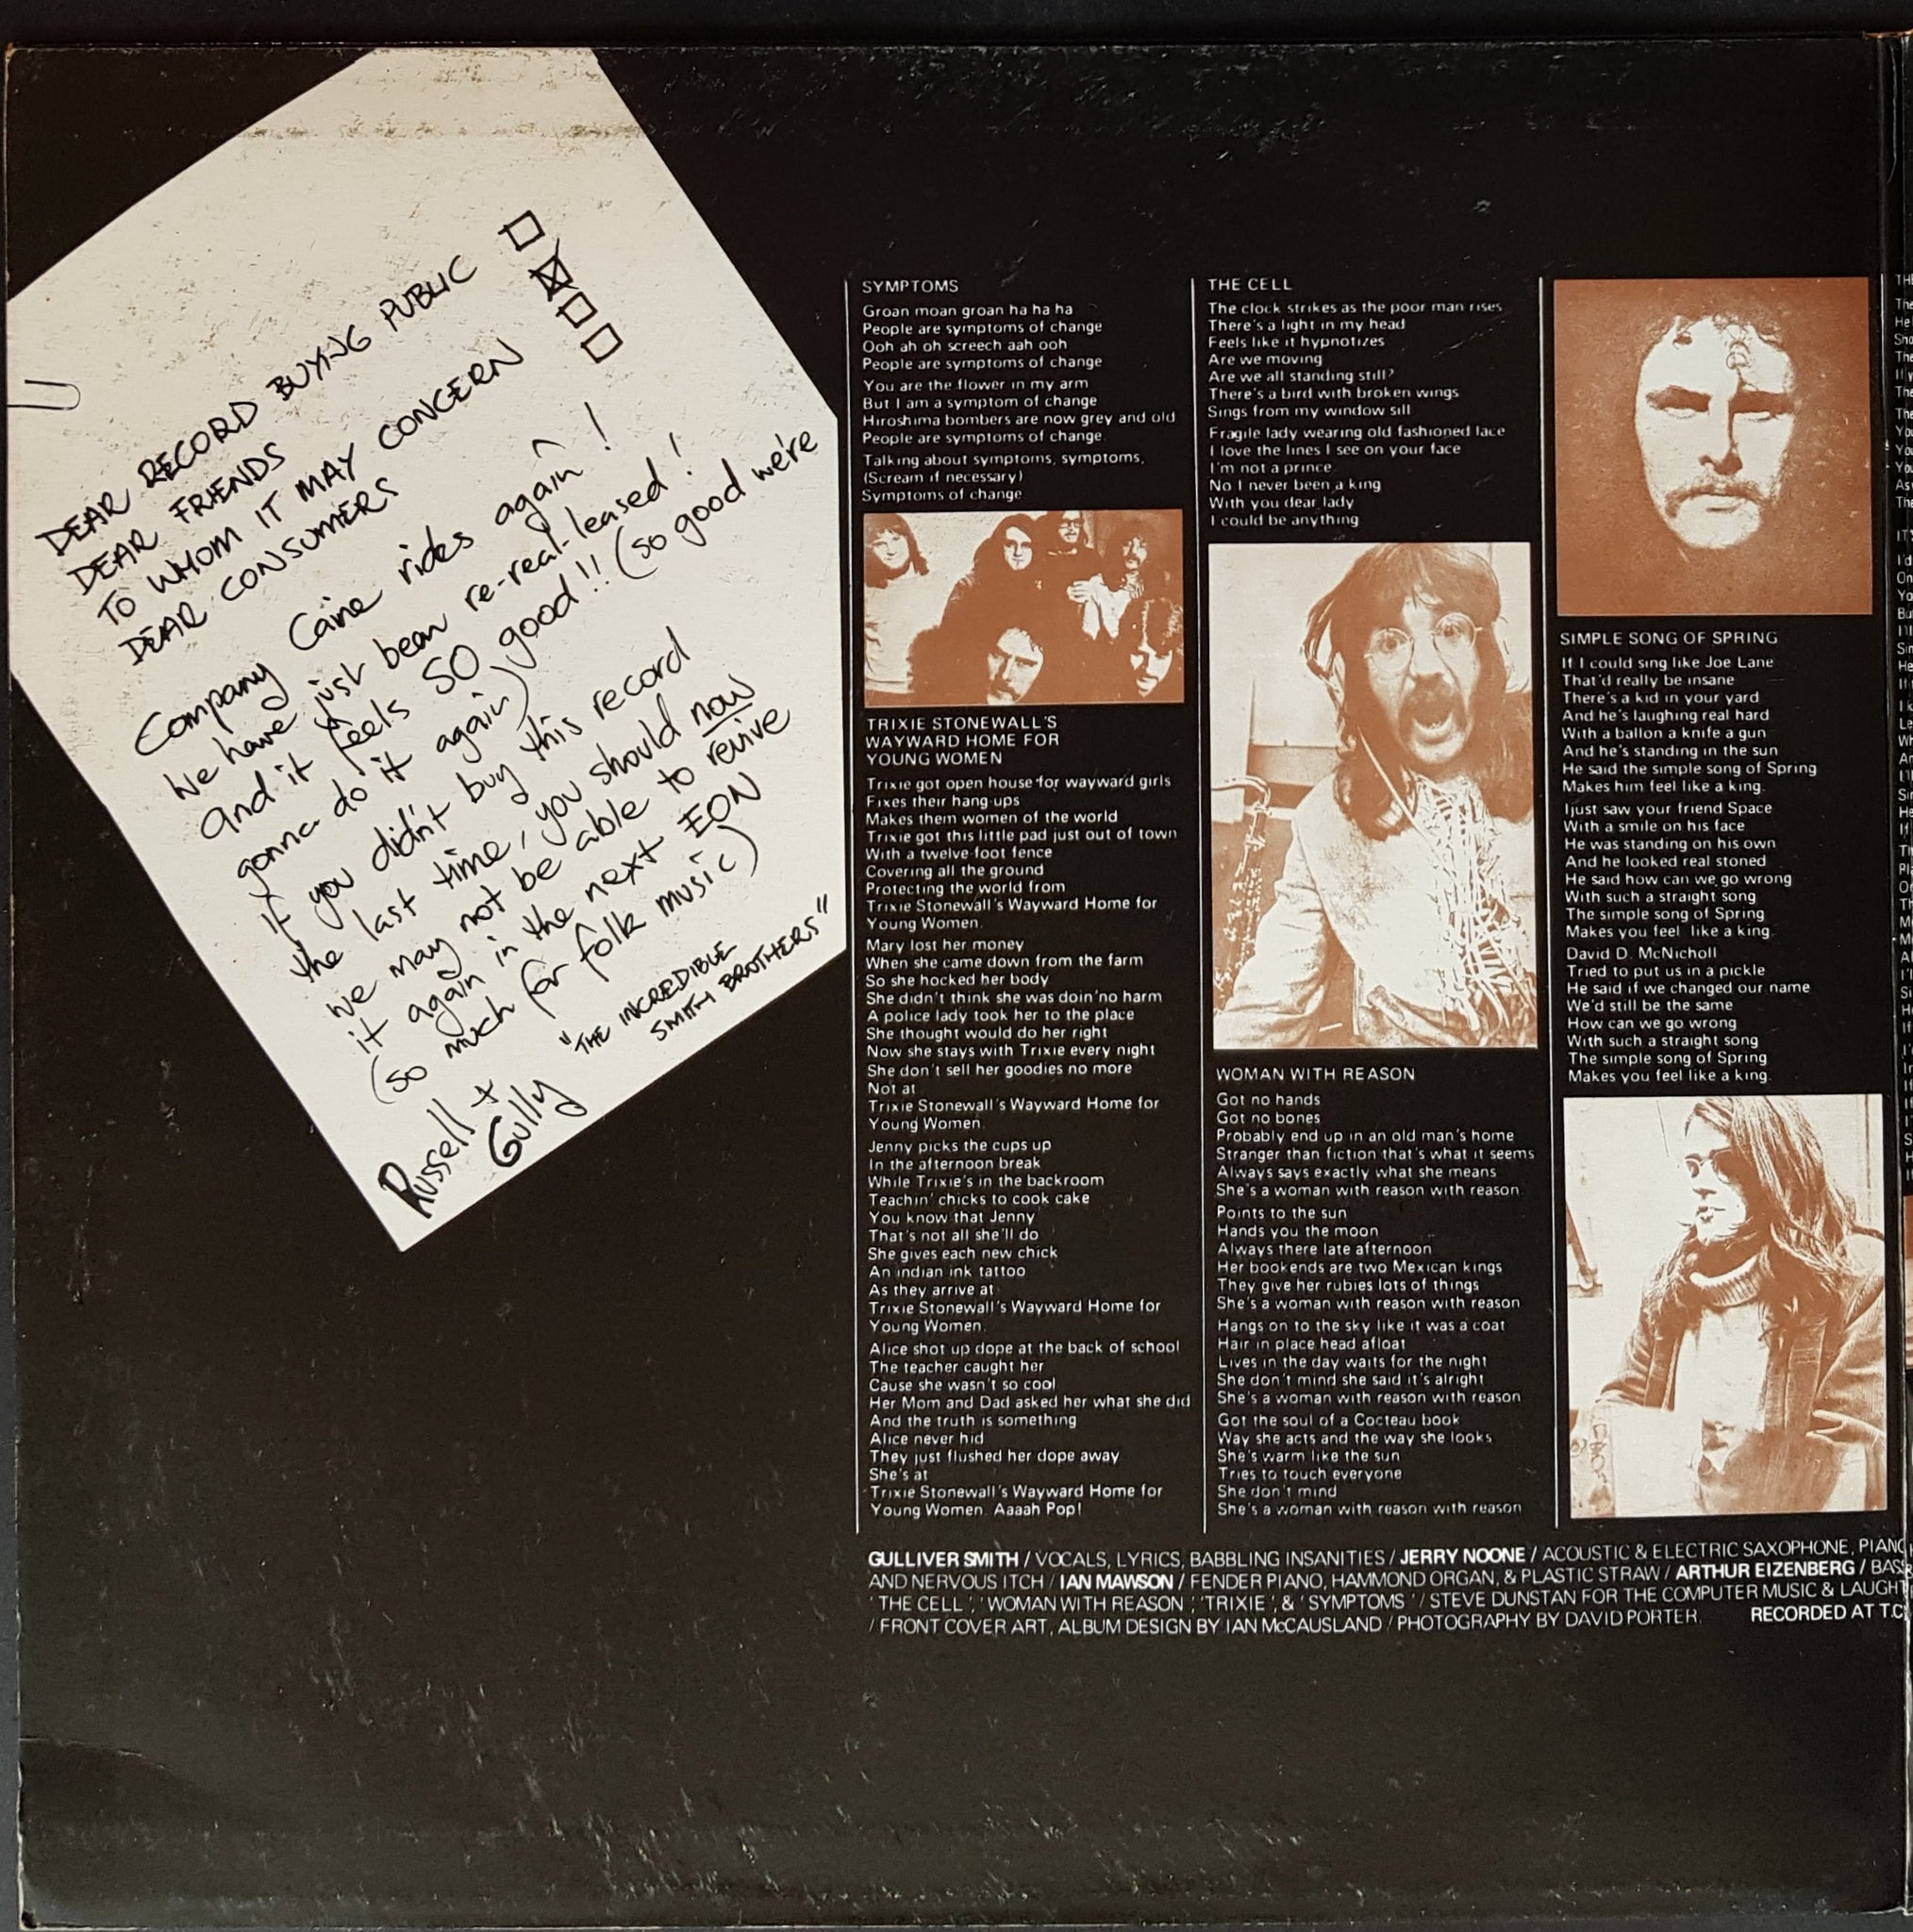 DEAR RECORD BUYING PUBLIC
DEAR FRIENDS
TO WHOM IT MAY CONCERN
DEAR CONSUMERS
Company Caine rides again!
We have just been re-real-leased!
and it feels SO good!! (so good we're
gonna do it again)
If you didn't buy this record
the last time, you should now
we may not be able to revive
it again in the next EON
(so much for folk music)
"THE INCREDIBLE
SMITH BROTHERS"
Russell +
Gully
SYMPTOMS
Groan moan groan ha ha ha
People are symptoms of change
Ooh ah oh screech aah ooh
People are symptoms of change
You are the flower in my arm
But I am a symptom of change
Hiroshima bombers are now grey and old
People are symptoms of change.
Talking about symptoms, symptoms,
(Scream if necessary)
Symptoms of change
TRIXIE STONEWALL'S
WAYWARD HOME FOR
YOUNG WOMEN
Trixie got open house for wayward girls
Fixes their hang-ups
Makes them women of the world
Trixie got this little pad just out of town
With a twelve foot fence
Covering all the ground
Protecting the world from
Trixie Stonewall's Wayward Home for
Young Women.
Mary lost her money
When she came down from the farm
So she hocked her body
She didn't think she was doin' no harm
A police lady took her to the place
She thought would do her right
Now she stays with Trixie every night
She don't sell her goodies no more
Not at
Trixie Stonewall's Wayward Home for
Young Women.
Jenny picks the cups up
In the afternoon break
While Trixie's in the backroom
Teachin' chicks to cook cake
You know that Jenny
That's not all she'll do
She gives each new chick
An indian ink tattoo
As they arrive at
Trixie Stonewall's Wayward Home for
Young Women.
Alice shot up dope at the back of school
The teacher caught her
Cause she wasn't so cool
Her Mom and Dad asked her what she did
And the truth is something
Alice never hid
They just flushed her dope away
She's at
Trixie Stonewall's Wayward Home for
Young Women. Aaaah Pop!
THE CELL
The clock strikes as the poor man rises
There's a light in my head
Feels like it hypnotizes
Are we moving
Are we all standing still?
There's a bird with broken wings
Sings from my window sill
Fragile lady wearing old fashioned lace
I love the lines I see on your face
I'm not a prince
No I never been a king
With you dear lady
I could be anything
WOMAN WITH REASON
Got no hands
Got no bones
Probably end up in an old man's home
Stranger than fiction that's what it seems
Always says exactly what she means
She's a woman with reason with reason.
Points to the sun
Hands you the moon
Always there late afternoon
Her bookends are two Mexican kings
They give her rubies lots of things
She's a woman with reason with reason
Hangs on to the sky like it was a coat
Hair in place head afloat
Lives in the day waits for the night
She don't mind she said it's alright
She's a woman with reason with reason
Got the soul of a Cocteau book
Way she acts and the way she looks
She's warm like the sun
Tries to touch everyone
She don't mind
She's a woman with reason with reason
SIMPLE SONG OF SPRING
If I could sing like Joe Lane
That'd really be insane
There's a kid in your yard
And he's laughing real hard
With a ballon a knife a gun
And he's standing in the sun
He said the simple song of Spring
Makes him feel like a king.
I just saw your friend Space
With a smile on his face
He was standing on his own
And he looked real stoned
He said how can we go wrong
With such a straight song
The simple song of Spring
Makes you feel like a king.
David D. McNicholl
Tried to put us in a pickle
He said if we changed our name
We'd still be the same
How can we go wrong
With such a straight song
The simple song of Spring
Makes you feel like a king.
GULLIVER SMITH / VOCALS, LYRICS, BABBLING INSANITIES / JERRY NOONE / ACOUSTIC & ELECTRIC SAXOPHONE, PIANO
AND NERVOUS ITCH / IAN MAWSON / FENDER PIANO, HAMMOND ORGAN, & PLASTIC STRAW / ARTHUR EIZENBERG / BASS
'THE CELL', 'WOMAN WITH REASON', 'TRIXIE', & 'SYMPTOMS' / STEVE DUNSTAN FOR THE COMPUTER MUSIC & LAUGHT
/ FRONT COVER ART, ALBUM DESIGN BY IAN McCAUSLAND / PHOTOGRAPHY BY DAVID PORTER. RECORDED AT T.C.